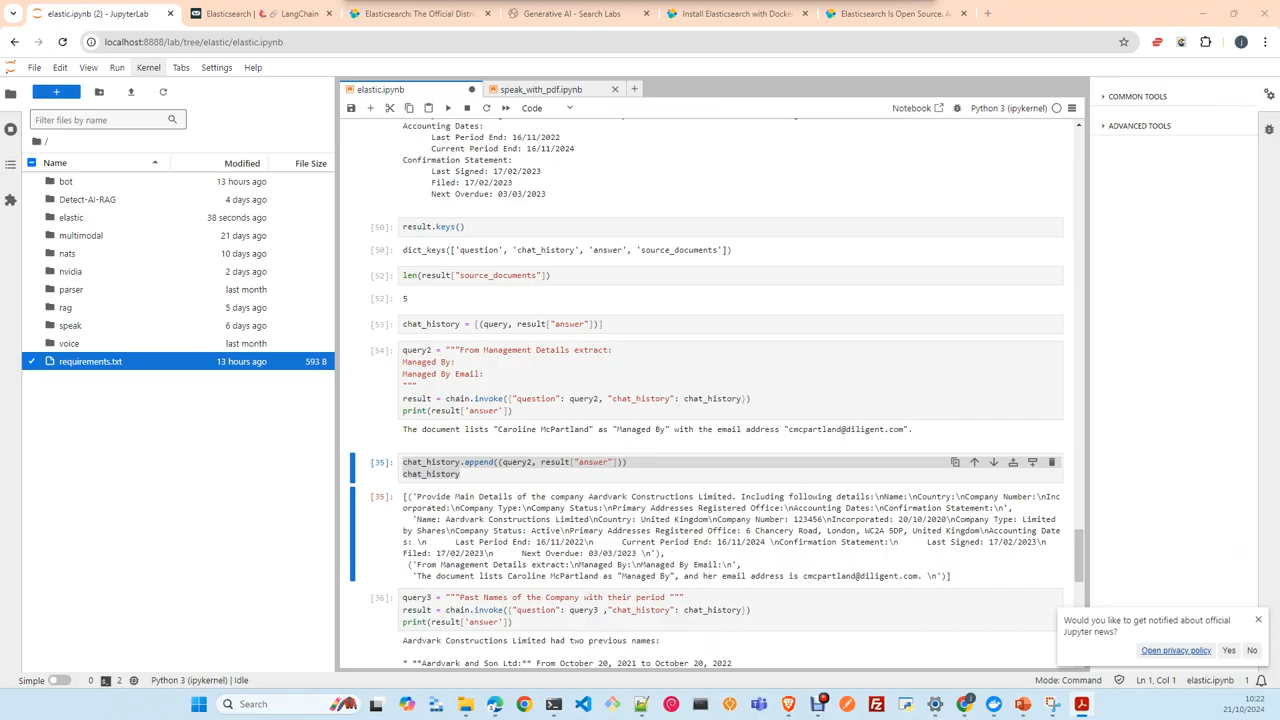 elastic.ipynb (5) - JupyterLab
Elasticsearch | 🦜️🔗 LangChain
Elasticsearch: The Official Distri
Generative AI - Search Labs
Install Elasticsearch with Docke
Elasticsearch Is Open Source. A
localhost:8888/lab/tree/elastic/elastic.ipynb
File Edit View Run Kernel Tabs Settings Help
elastic.ipynb
speak_with_pdf.ipynb
COMMON TOOLS
Code
Notebook
Python 3 (ipykernel)
Filter files by name
ADVANCED TOOLS
/
Name Modified File Size
bot 13 hours ago
Detect-AI-RAG 4 days ago
elastic 38 seconds ago
multimodal 21 days ago
nats 10 days ago
nvidia 2 days ago
parser last month
rag 5 days ago
speak 6 days ago
voice last month
requirements.txt 13 hours ago 593 B
Accounting Dates:
Last Period End: 16/11/2022
Current Period End: 16/11/2024
Confirmation Statement:
Last Signed: 17/02/2023
Filed: 17/02/2023
Next Overdue: 03/03/2023
[50]: result.keys()
[50]: dict_keys(['question', 'chat_history', 'answer', 'source_documents'])
[52]: len(result["source_documents"])
[52]: 5
[53]: chat_history = [(query, result["answer"])]
[54]: query2 = """From Management Details extract:
Managed By:
Managed By Email:
"""
result = chain.invoke({"question": query2, "chat_history": chat_history})
print(result['answer'])
The document lists "Caroline McPartland" as "Managed By" with the email address "cmcpartland@diligent.com".
[35]: chat_history.append((query2, result["answer"]))
chat_history
[35]: [('Provide Main Details of the company Aardvark Constructions Limited. Including following details:\nName:\nCountry:\nCompany Number:\nInc
orporated:\nCompany Type:\nCompany Status:\nPrimary Addresses Registered Office:\nAccounting Dates:\nConfirmation Statement:\n',
'Name: Aardvark Constructions Limited\nCountry: United Kingdom\nCompany Number: 123456\nIncorporated: 20/10/2020\nCompany Type: Limited
by Shares\nCompany Status: Active\nPrimary Addresses Registered Office: 6 Chancery Road, London, WC2A 5DP, United Kingdom\nAccounting Date
s: \n Last Period End: 16/11/2022\n Current Period End: 16/11/2024 \nConfirmation Statement:\n Last Signed: 17/02/2023\n
Filed: 17/02/2023\n Next Overdue: 03/03/2023 \n'),
('From Management Details extract:\nManaged By:\nManaged By Email:\n',
'The document lists Caroline McPartland as "Managed By", and her email address is cmcpartland@diligent.com. \n')]
[36]: query3 = """Past Names of the Company with their period """
result = chain.invoke({"question": query3 ,"chat_history": chat_history})
print(result['answer'])
Aardvark Constructions Limited had two previous names:
* **Aardvark and Son Ltd:** From October 20, 2021 to October 20, 2022
Would you like to get notified about official
Jupyter news?
Open privacy policy Yes No
Simple 0 2 Python 3 (ipykernel) | Idle
Mode: Command Ln 1, Col 1 elastic.ipynb 1
Search
10:22
21/10/2024